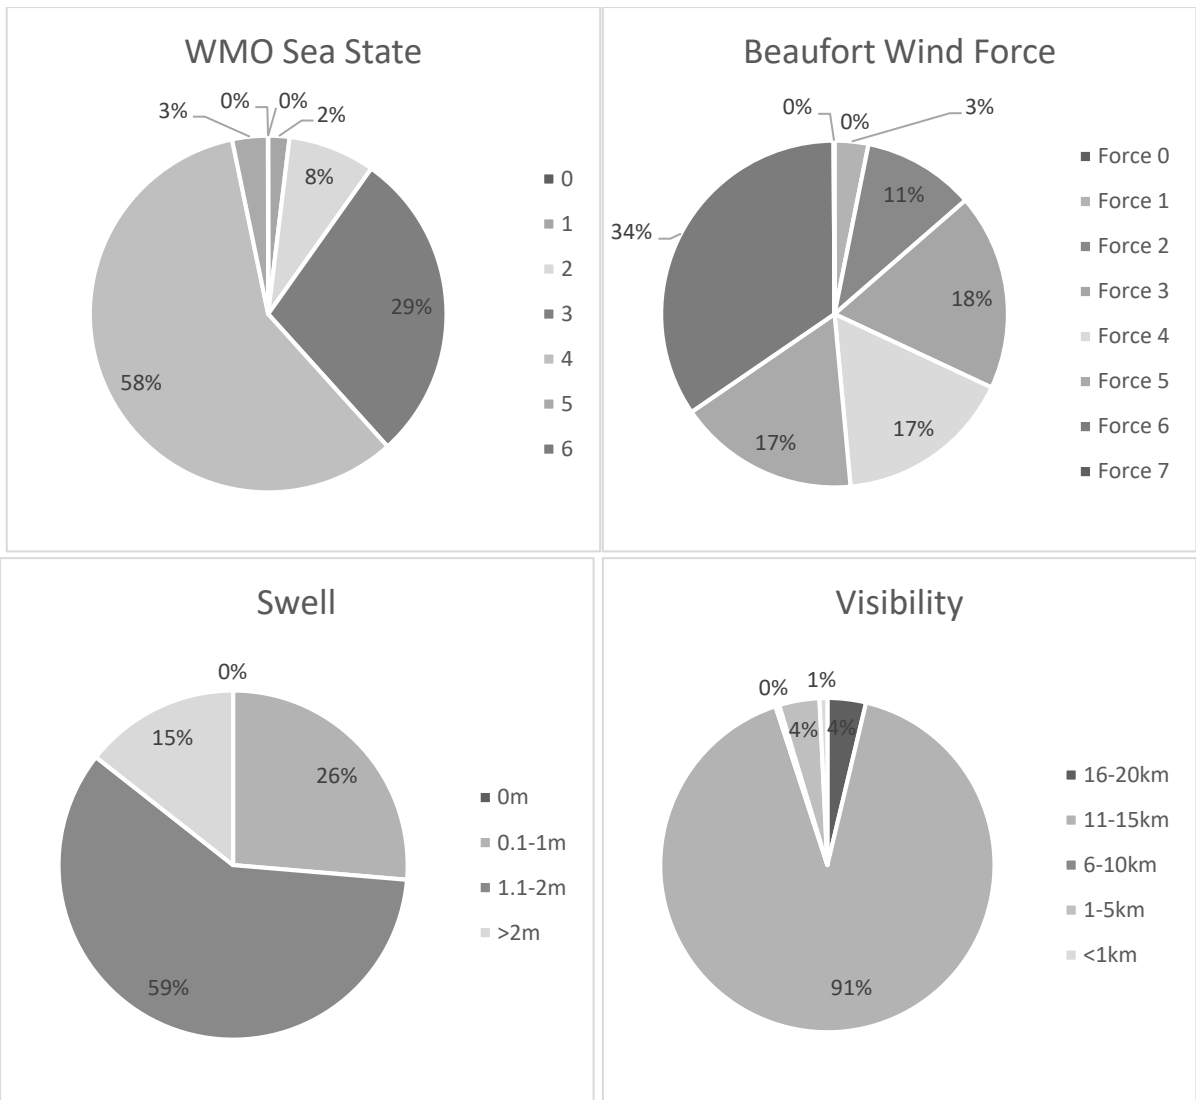 WMO Sea State
0%
0%
2%
3%
8%
29%
58%
0
1
2
3
4
5
6
Beaufort Wind Force
0%
0%
3%
11%
18%
17%
17%
34%
Force 0
Force 1
Force 2
Force 3
Force 4
Force 5
Force 6
Force 7
Swell
0%
26%
59%
15%
0m
0.1-1m
1.1-2m
>2m
Visibility
0%
1%
4%
4%
91%
16-20km
11-15km
6-10km
1-5km
<1km